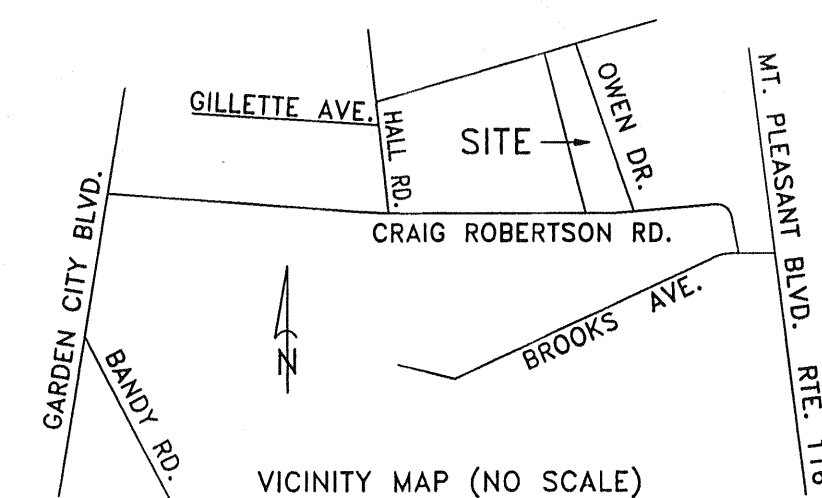 GILLETTE AVE.
HALL RD.
SITE
OWEN DR.
MT. PLEASANT BLVD. RTE. 116
CRAIG ROBERTSON RD.
GARDEN CITY BLVD.
BROOKS AVE.
N
BANDY RD.
VICINITY MAP (NO SCALE)